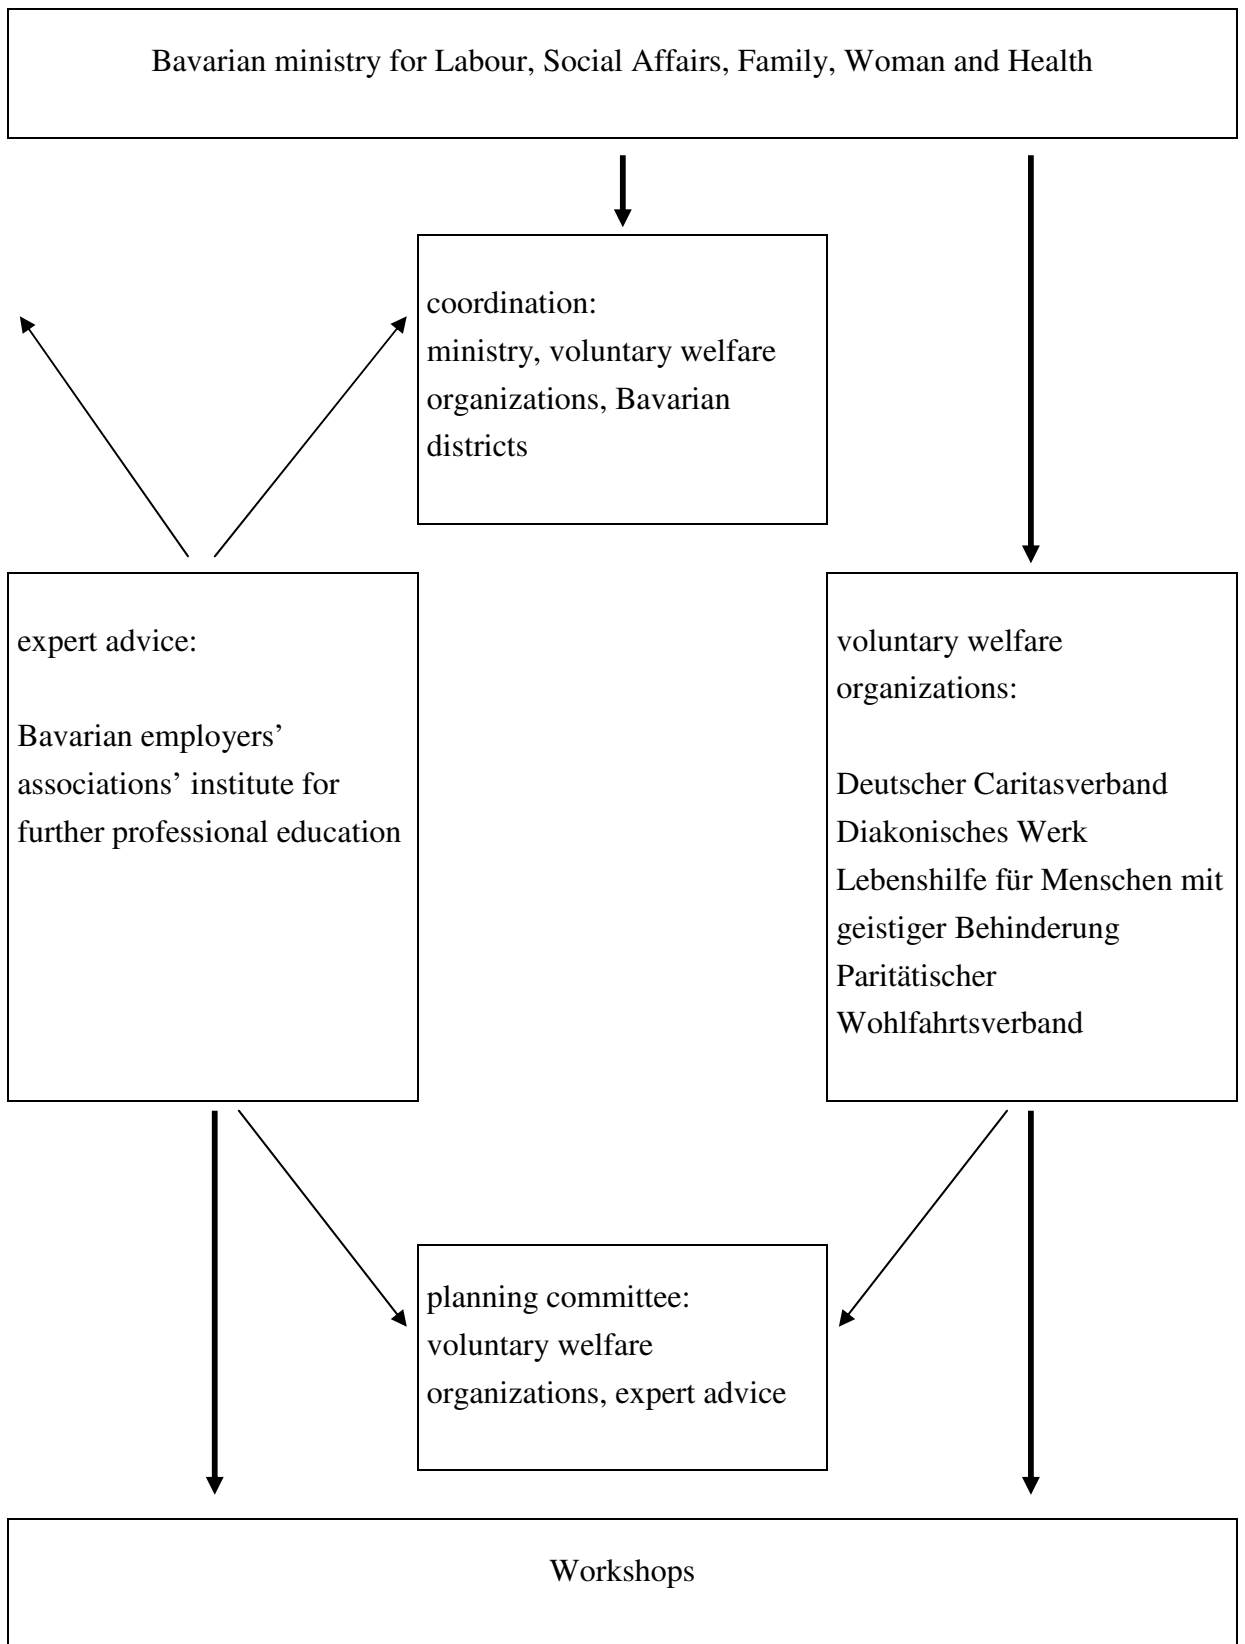 Bavarian ministry for Labour, Social Affairs, Family, Woman and Health
coordination:
ministry, voluntary welfare
organizations, Bavarian
districts
expert advice:
Bavarian employers’
associations’ institute for
further professional education
voluntary welfare
organizations:
Deutscher Caritasverband
Diakonisches Werk
Lebenshilfe für Menschen mit
geistiger Behinderung
Paritätischer
Wohlfahrtsverband
planning committee:
voluntary welfare
organizations, expert advice
Workshops